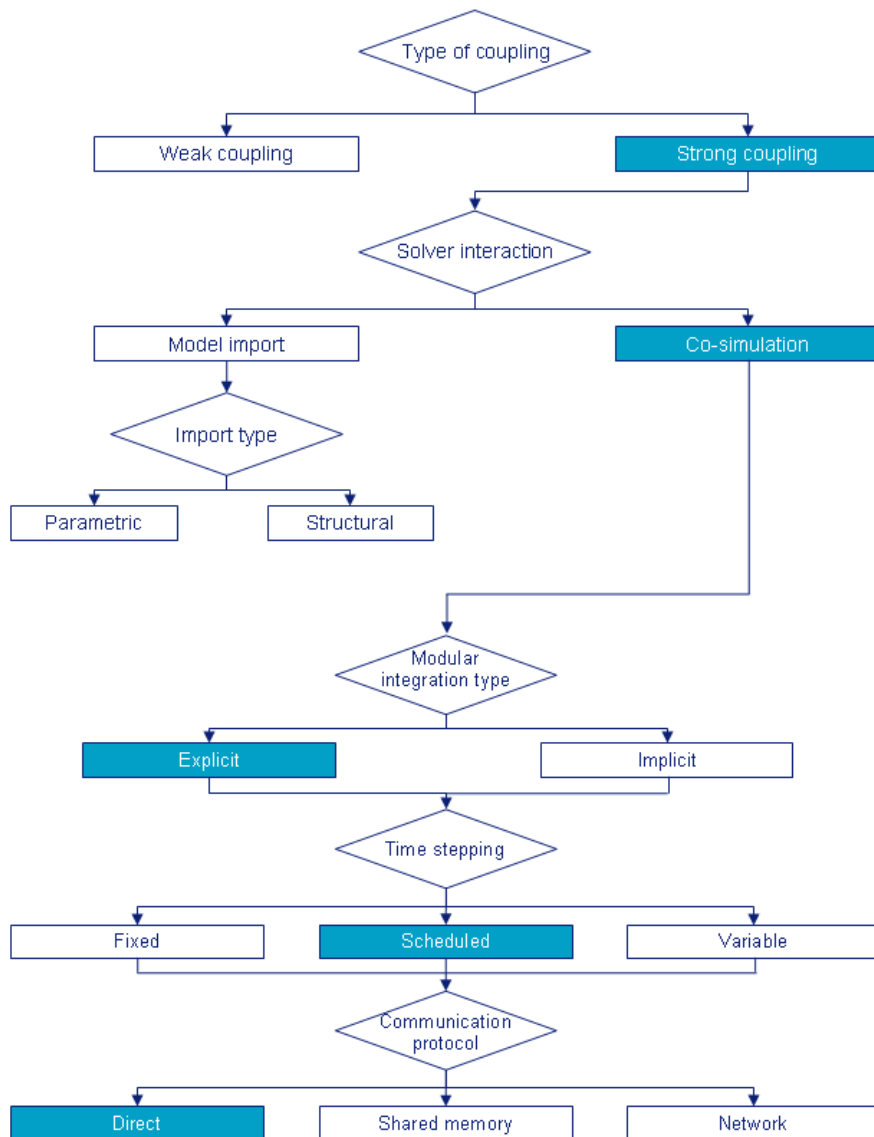 Type of coupling
Weak coupling
Strong coupling
Solver interaction
Model import
Co-simulation
Import type
Parametric
Structural
Modular
integration type
Explicit
Implicit
Time stepping
Fixed
Scheduled
Variable
Communication
protocol
Direct
Shared memory
Network